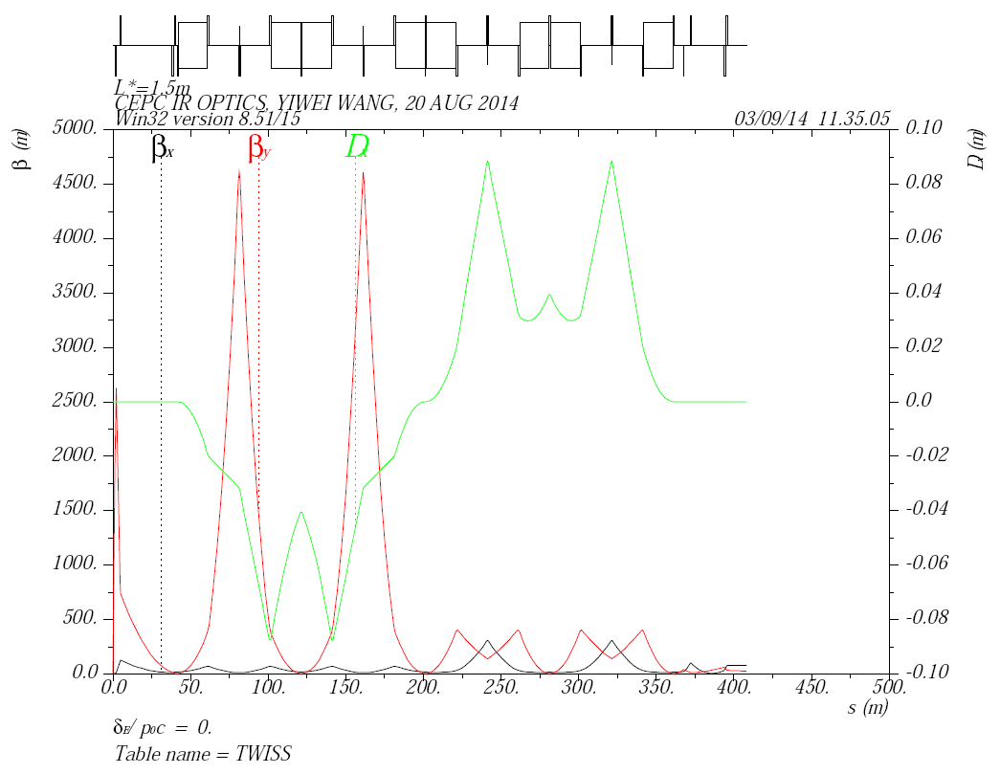 L*=1.5m
CEPC IR OPTICS, YIWEI WANG, 20 AUG 2014
Win32 version 8.51/15 03/09/14 11.35.05
β (m)
βx βy Dx
D (m)
5000.
4500.
4000.
3500.
3000.
2500.
2000.
1500.
1000.
500.
0.0
0.10
0.08
0.06
0.04
0.02
0.0
-0.02
-0.04
-0.06
-0.08
-0.10
0.0 50. 100. 150. 200. 250. 300. 350. 400. 450. 500.
s (m)
δE/ p0c = 0.
Table name = TWISS